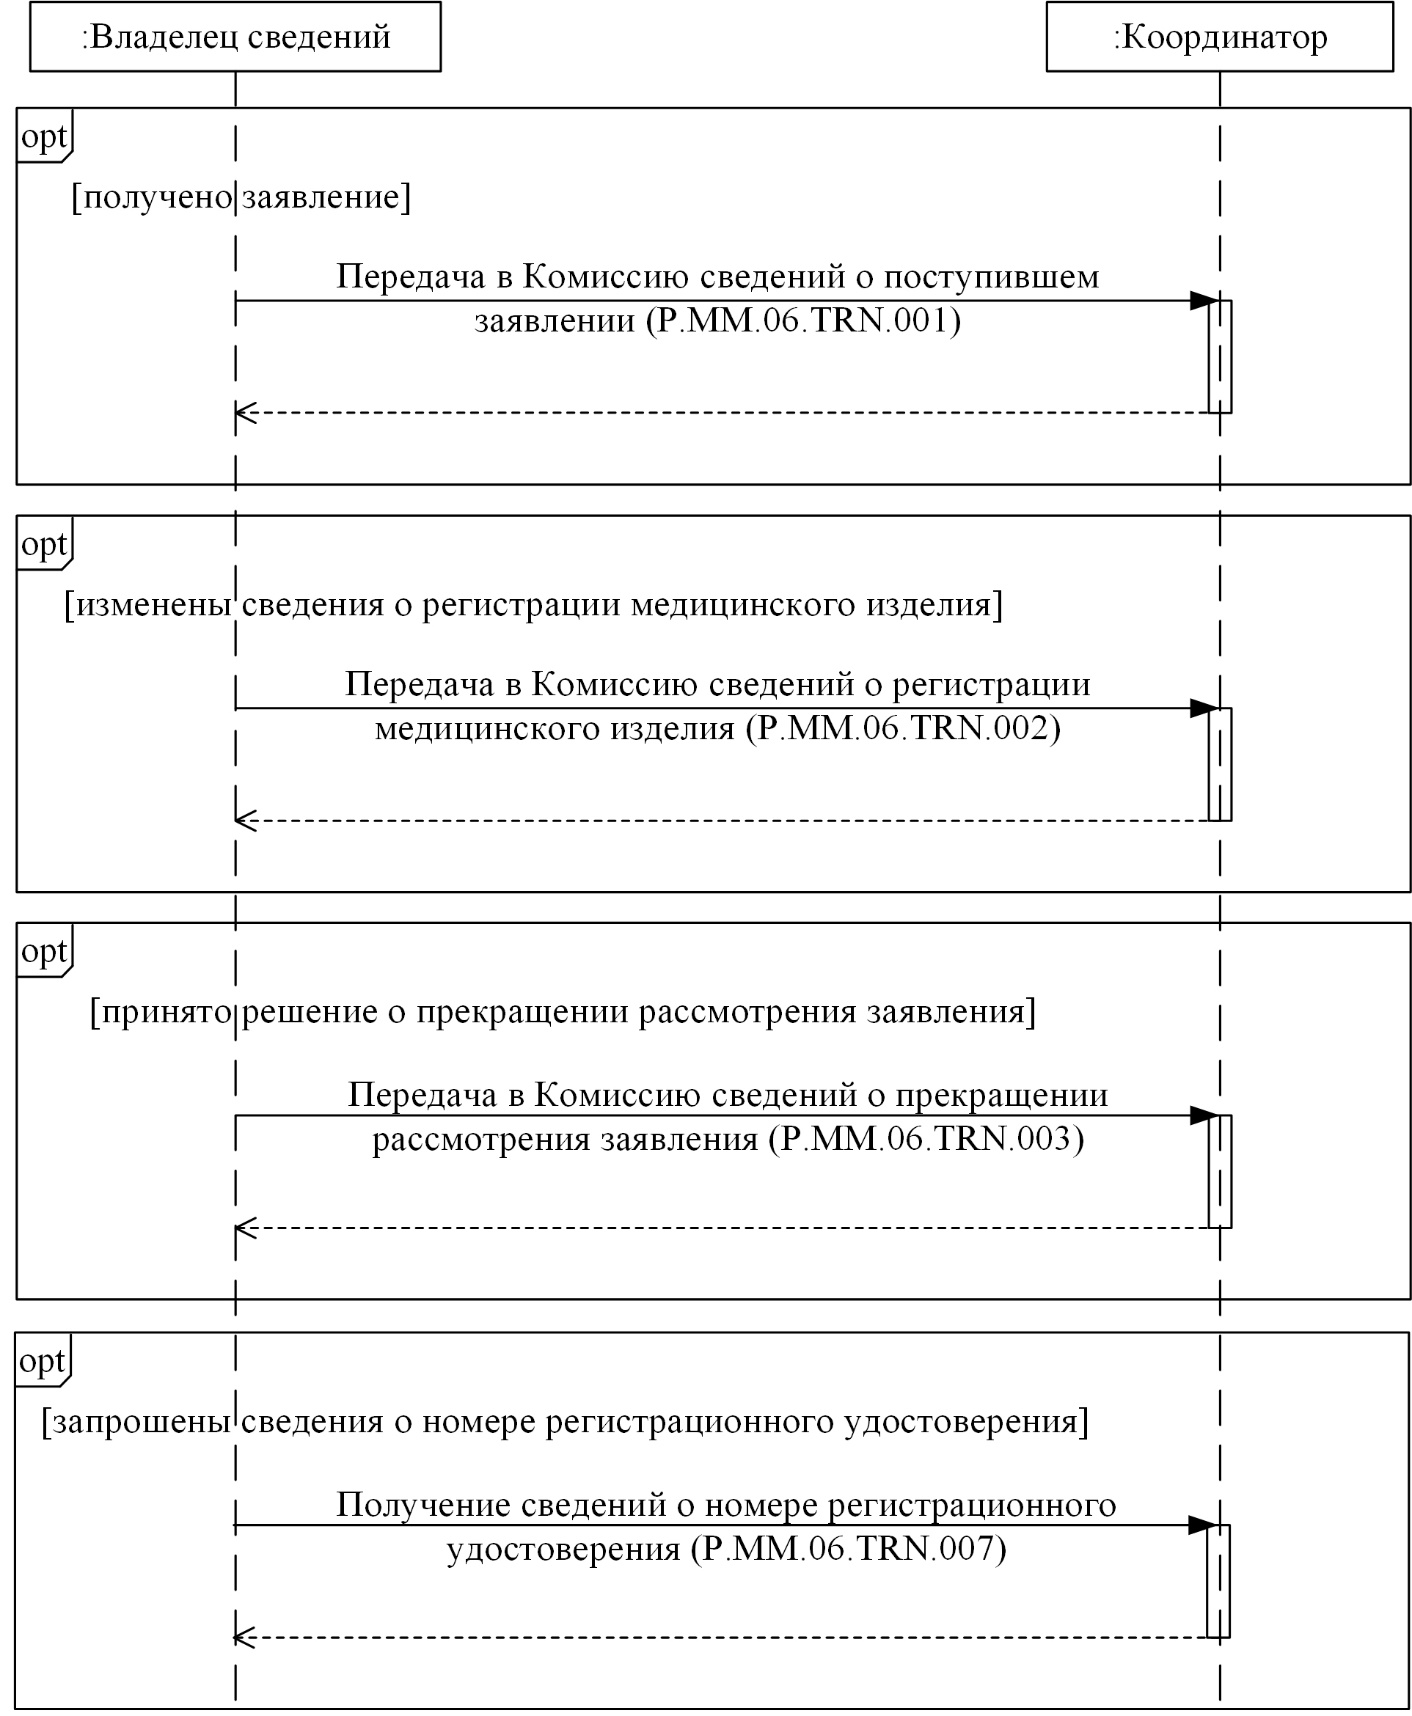 :Владелец сведений
:Координатор
opt
[получено заявление]
Передача в Комиссию сведений о поступившем
заявлении (P.MM.06.TRN.001)
opt
[изменены сведения о регистрации медицинского изделия]
Передача в Комиссию сведений о регистрации
медицинского изделия (P.MM.06.TRN.002)
opt
[принято решение о прекращении рассмотрения заявления]
Передача в Комиссию сведений о прекращении
рассмотрения заявления (P.MM.06.TRN.003)
opt
[запрошены сведения о номере регистрационного удостоверения]
Получение сведений о номере регистрационного
удостоверения (P.MM.06.TRN.007)